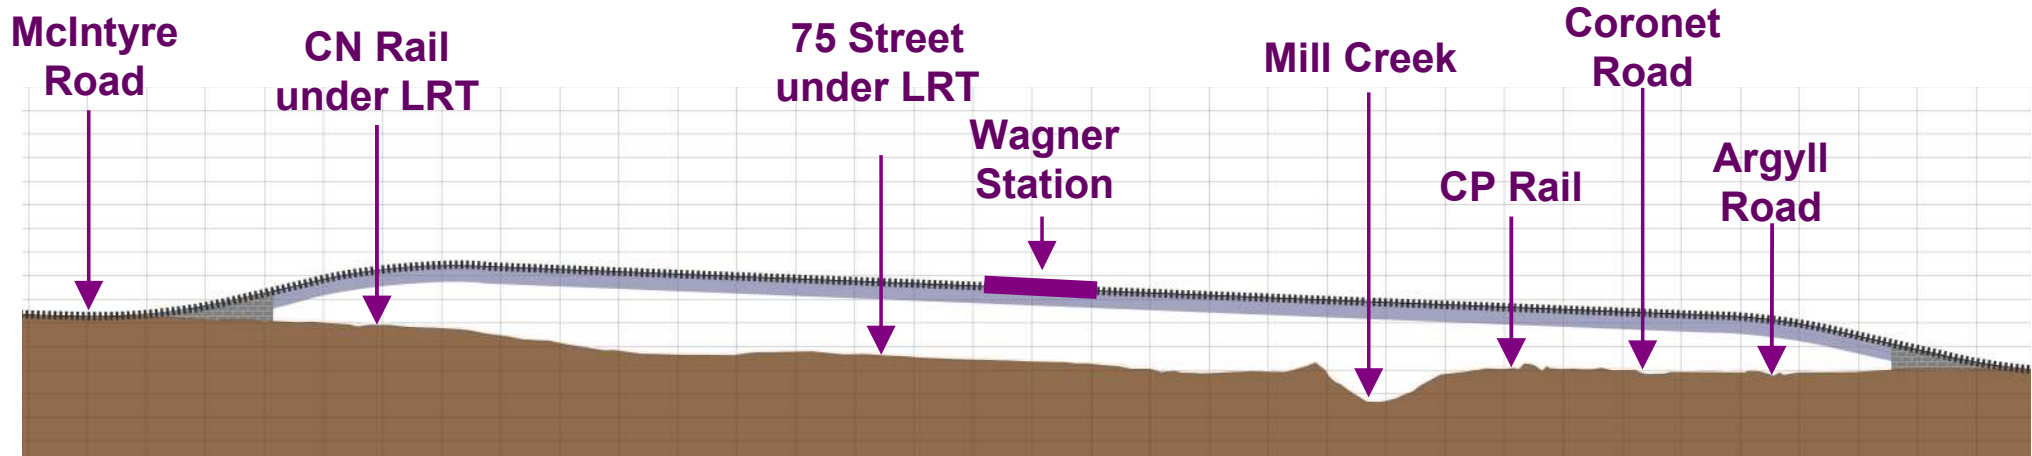 McIntyre
Road
CN Rail
under LRT
75 Street
under LRT
Wagner
Station
Mill Creek
CP Rail
Coronet
Road
Argyll
Road